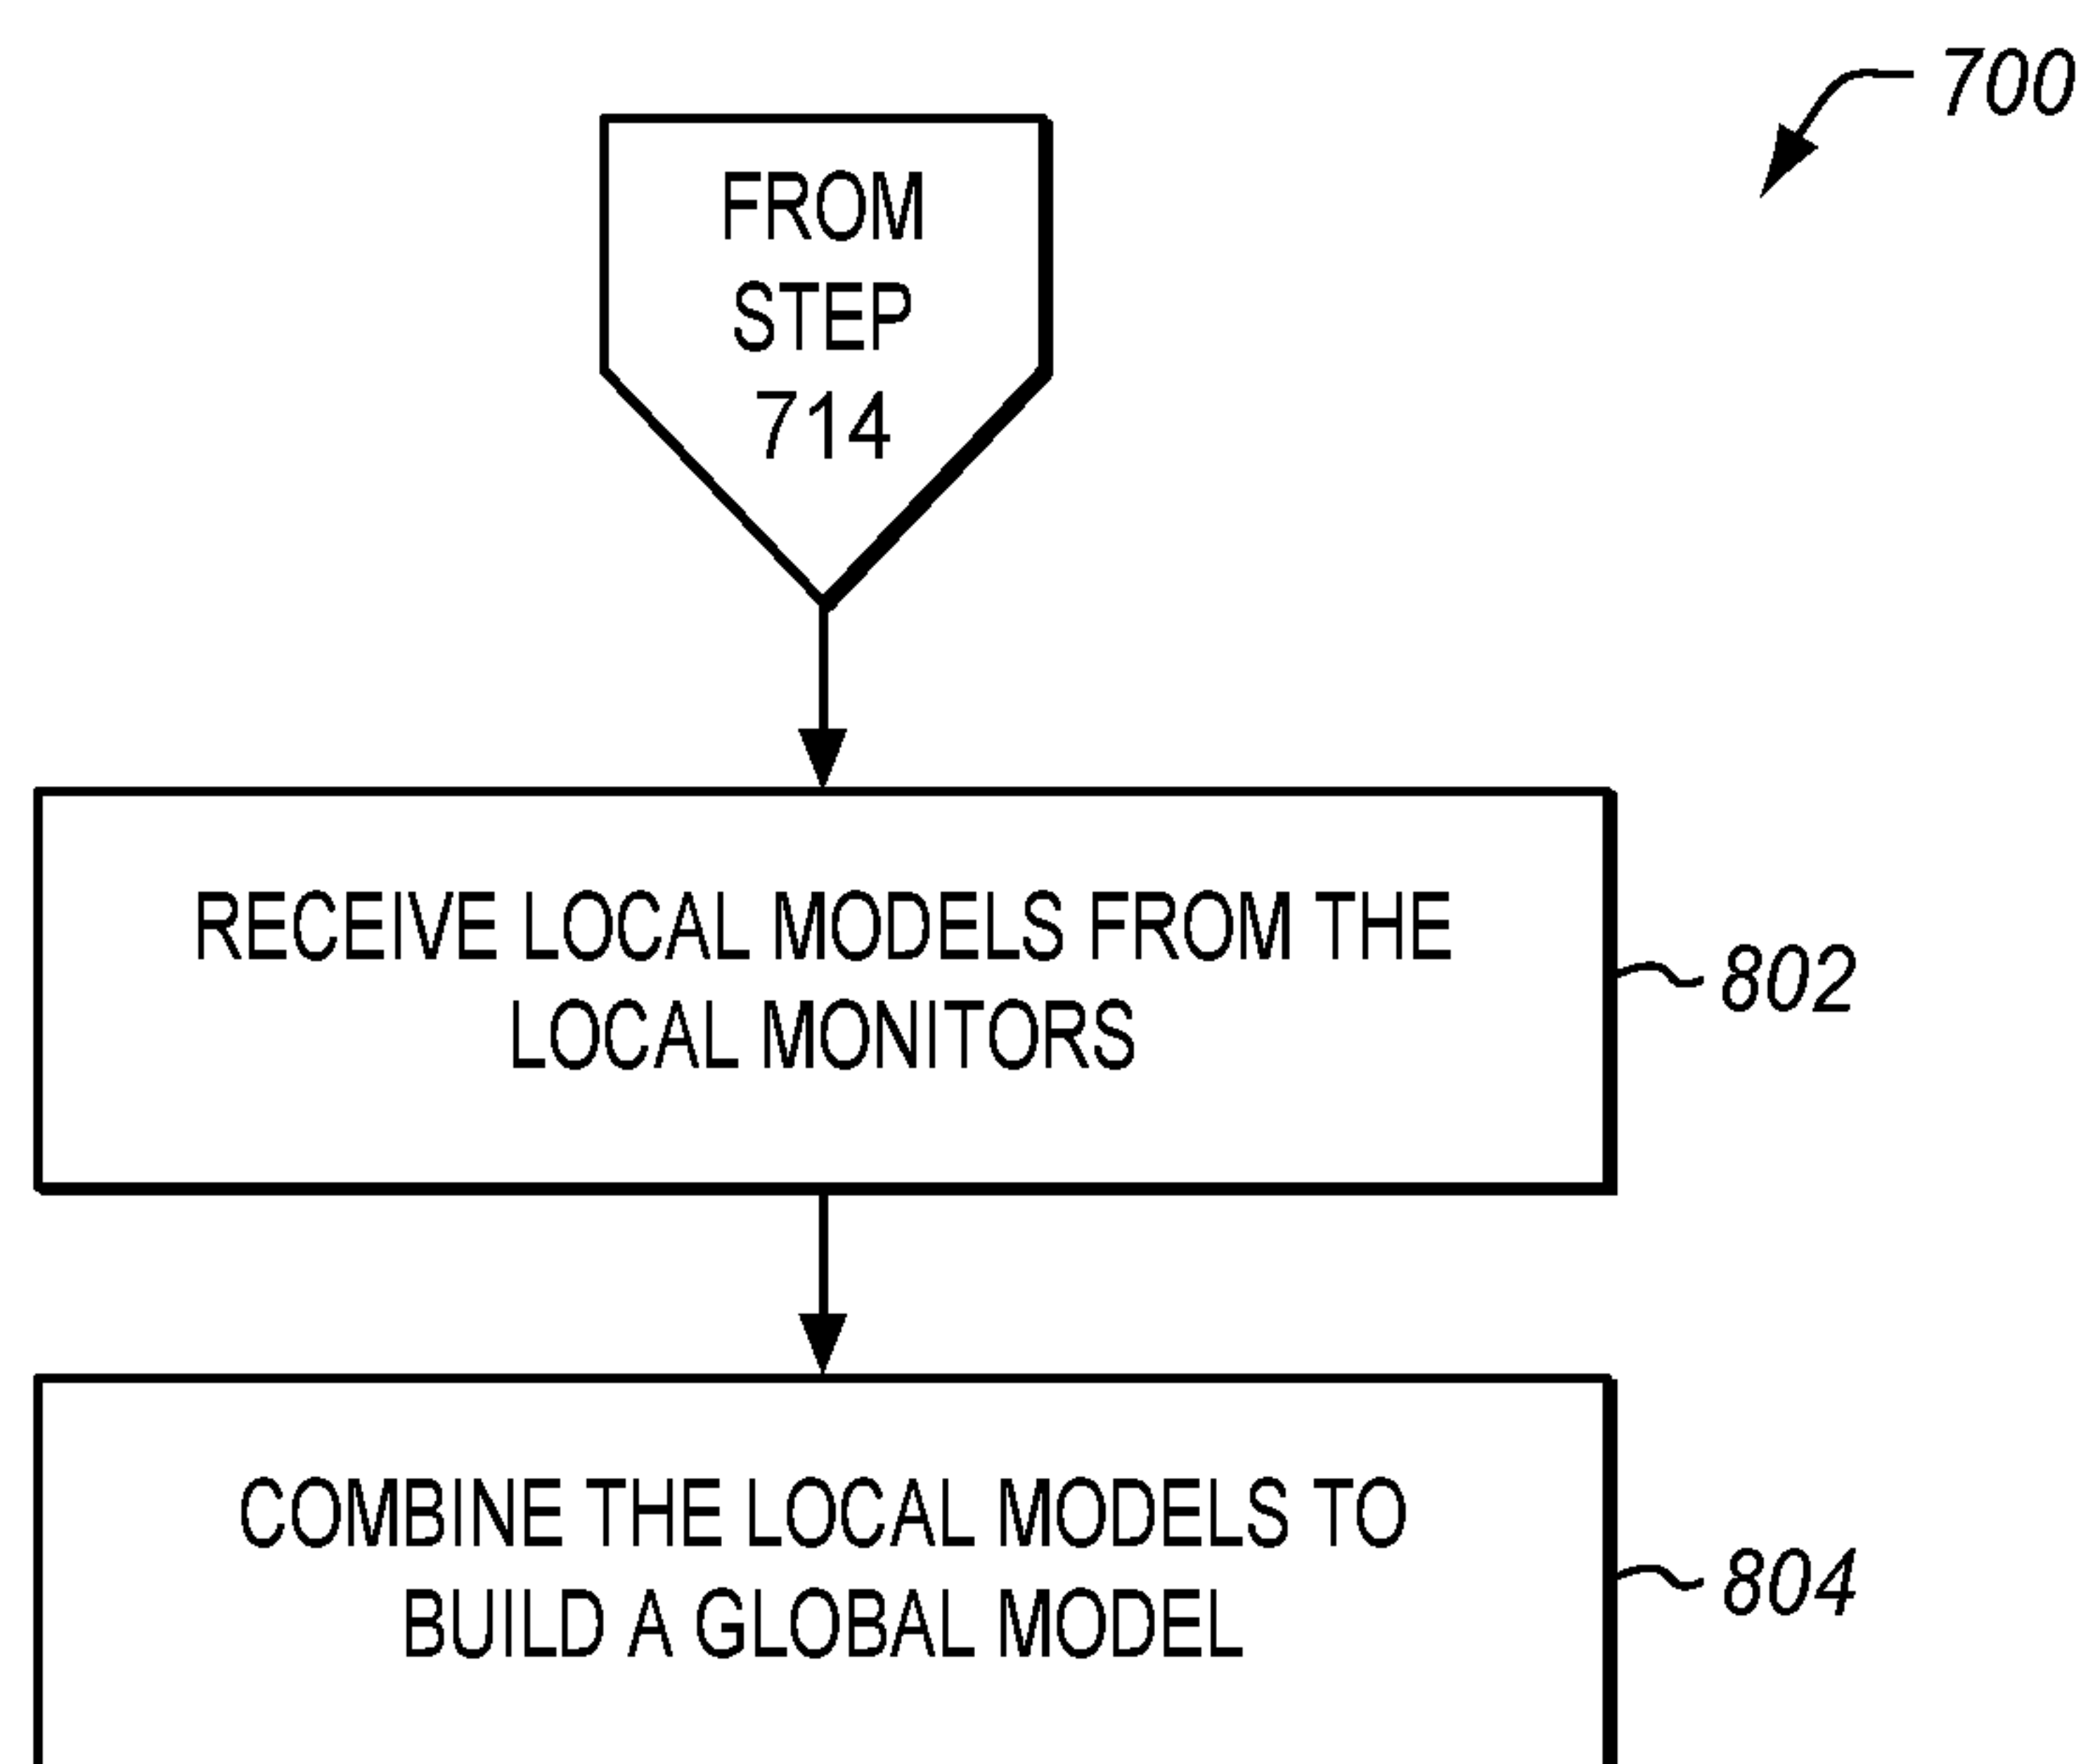 700
FROM
STEP
714
RECEIVE LOCAL MODELS FROM THE
LOCAL MONITORS
802
COMBINE THE LOCAL MODELS TO
BUILD A GLOBAL MODEL
804